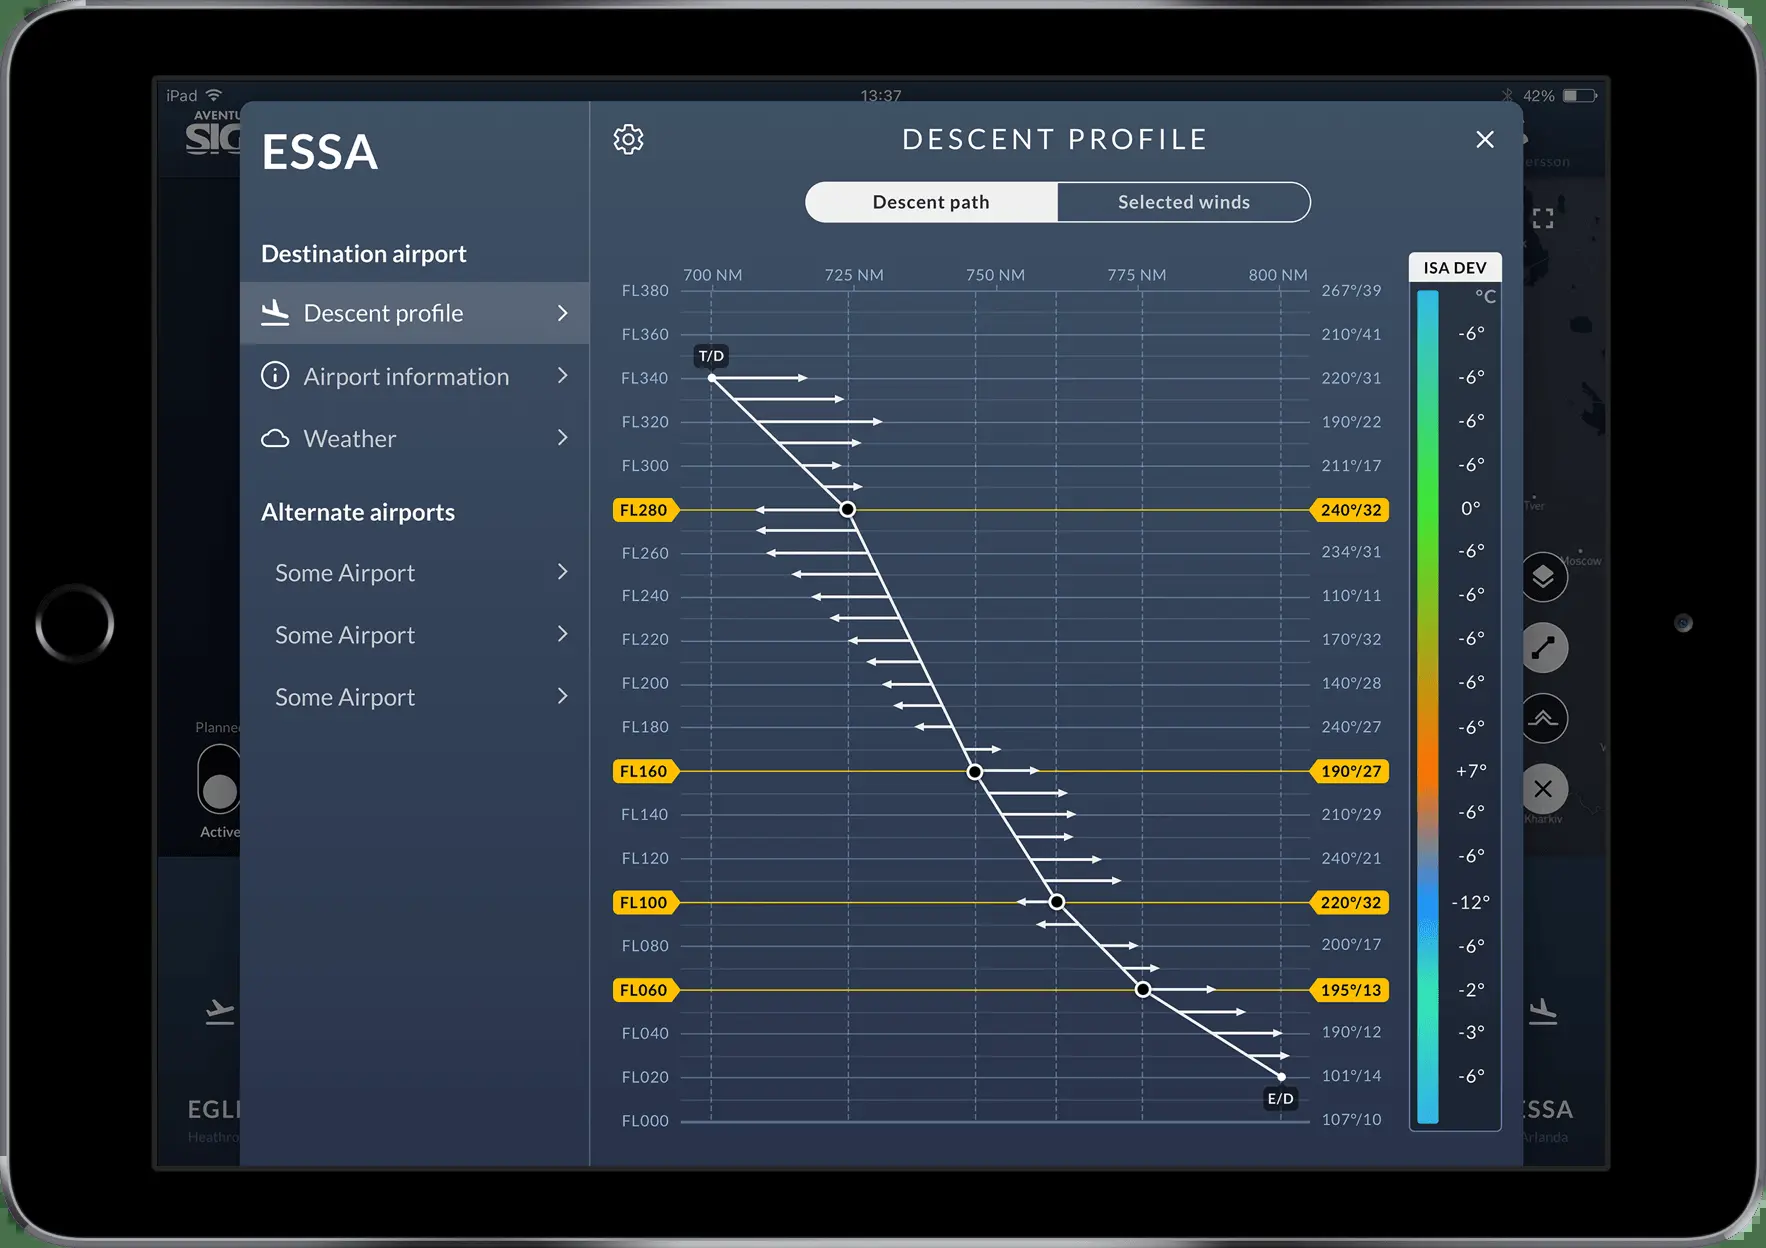 iPad
13:37
42%
AVENTU
SIG
ersson
ESSA
Destination airport
Descent profile
Airport information
Weather
Alternate airports
Some Airport
Some Airport
Some Airport
DESCENT PROFILE
Descent path
Selected winds
700 NM 725 NM 750 NM 775 NM 800 NM
FL380 267°/39
FL360 210°/41
T/D
FL340 220°/31
FL320 190°/22
FL300 211°/17
FL280 240°/32
FL260 234°/31
FL240 110°/11
FL220 170°/32
FL200 140°/28
FL180 240°/27
FL160 190°/27
FL140 210°/29
FL120 240°/21
FL100 220°/32
FL080 200°/17
FL060 195°/13
FL040 190°/12
FL020 101°/14
E/D
FL000 107°/10
ISA DEV
°C
-6°
-6°
-6°
-6°
0°
-6°
-6°
-6°
-6°
-6°
+7°
-6°
-6°
-12°
-6°
-2°
-3°
-6°
Tver
Moscow
Kharkiv
Planne
Active
EGLI
Heathro
ESSA
Arlanda